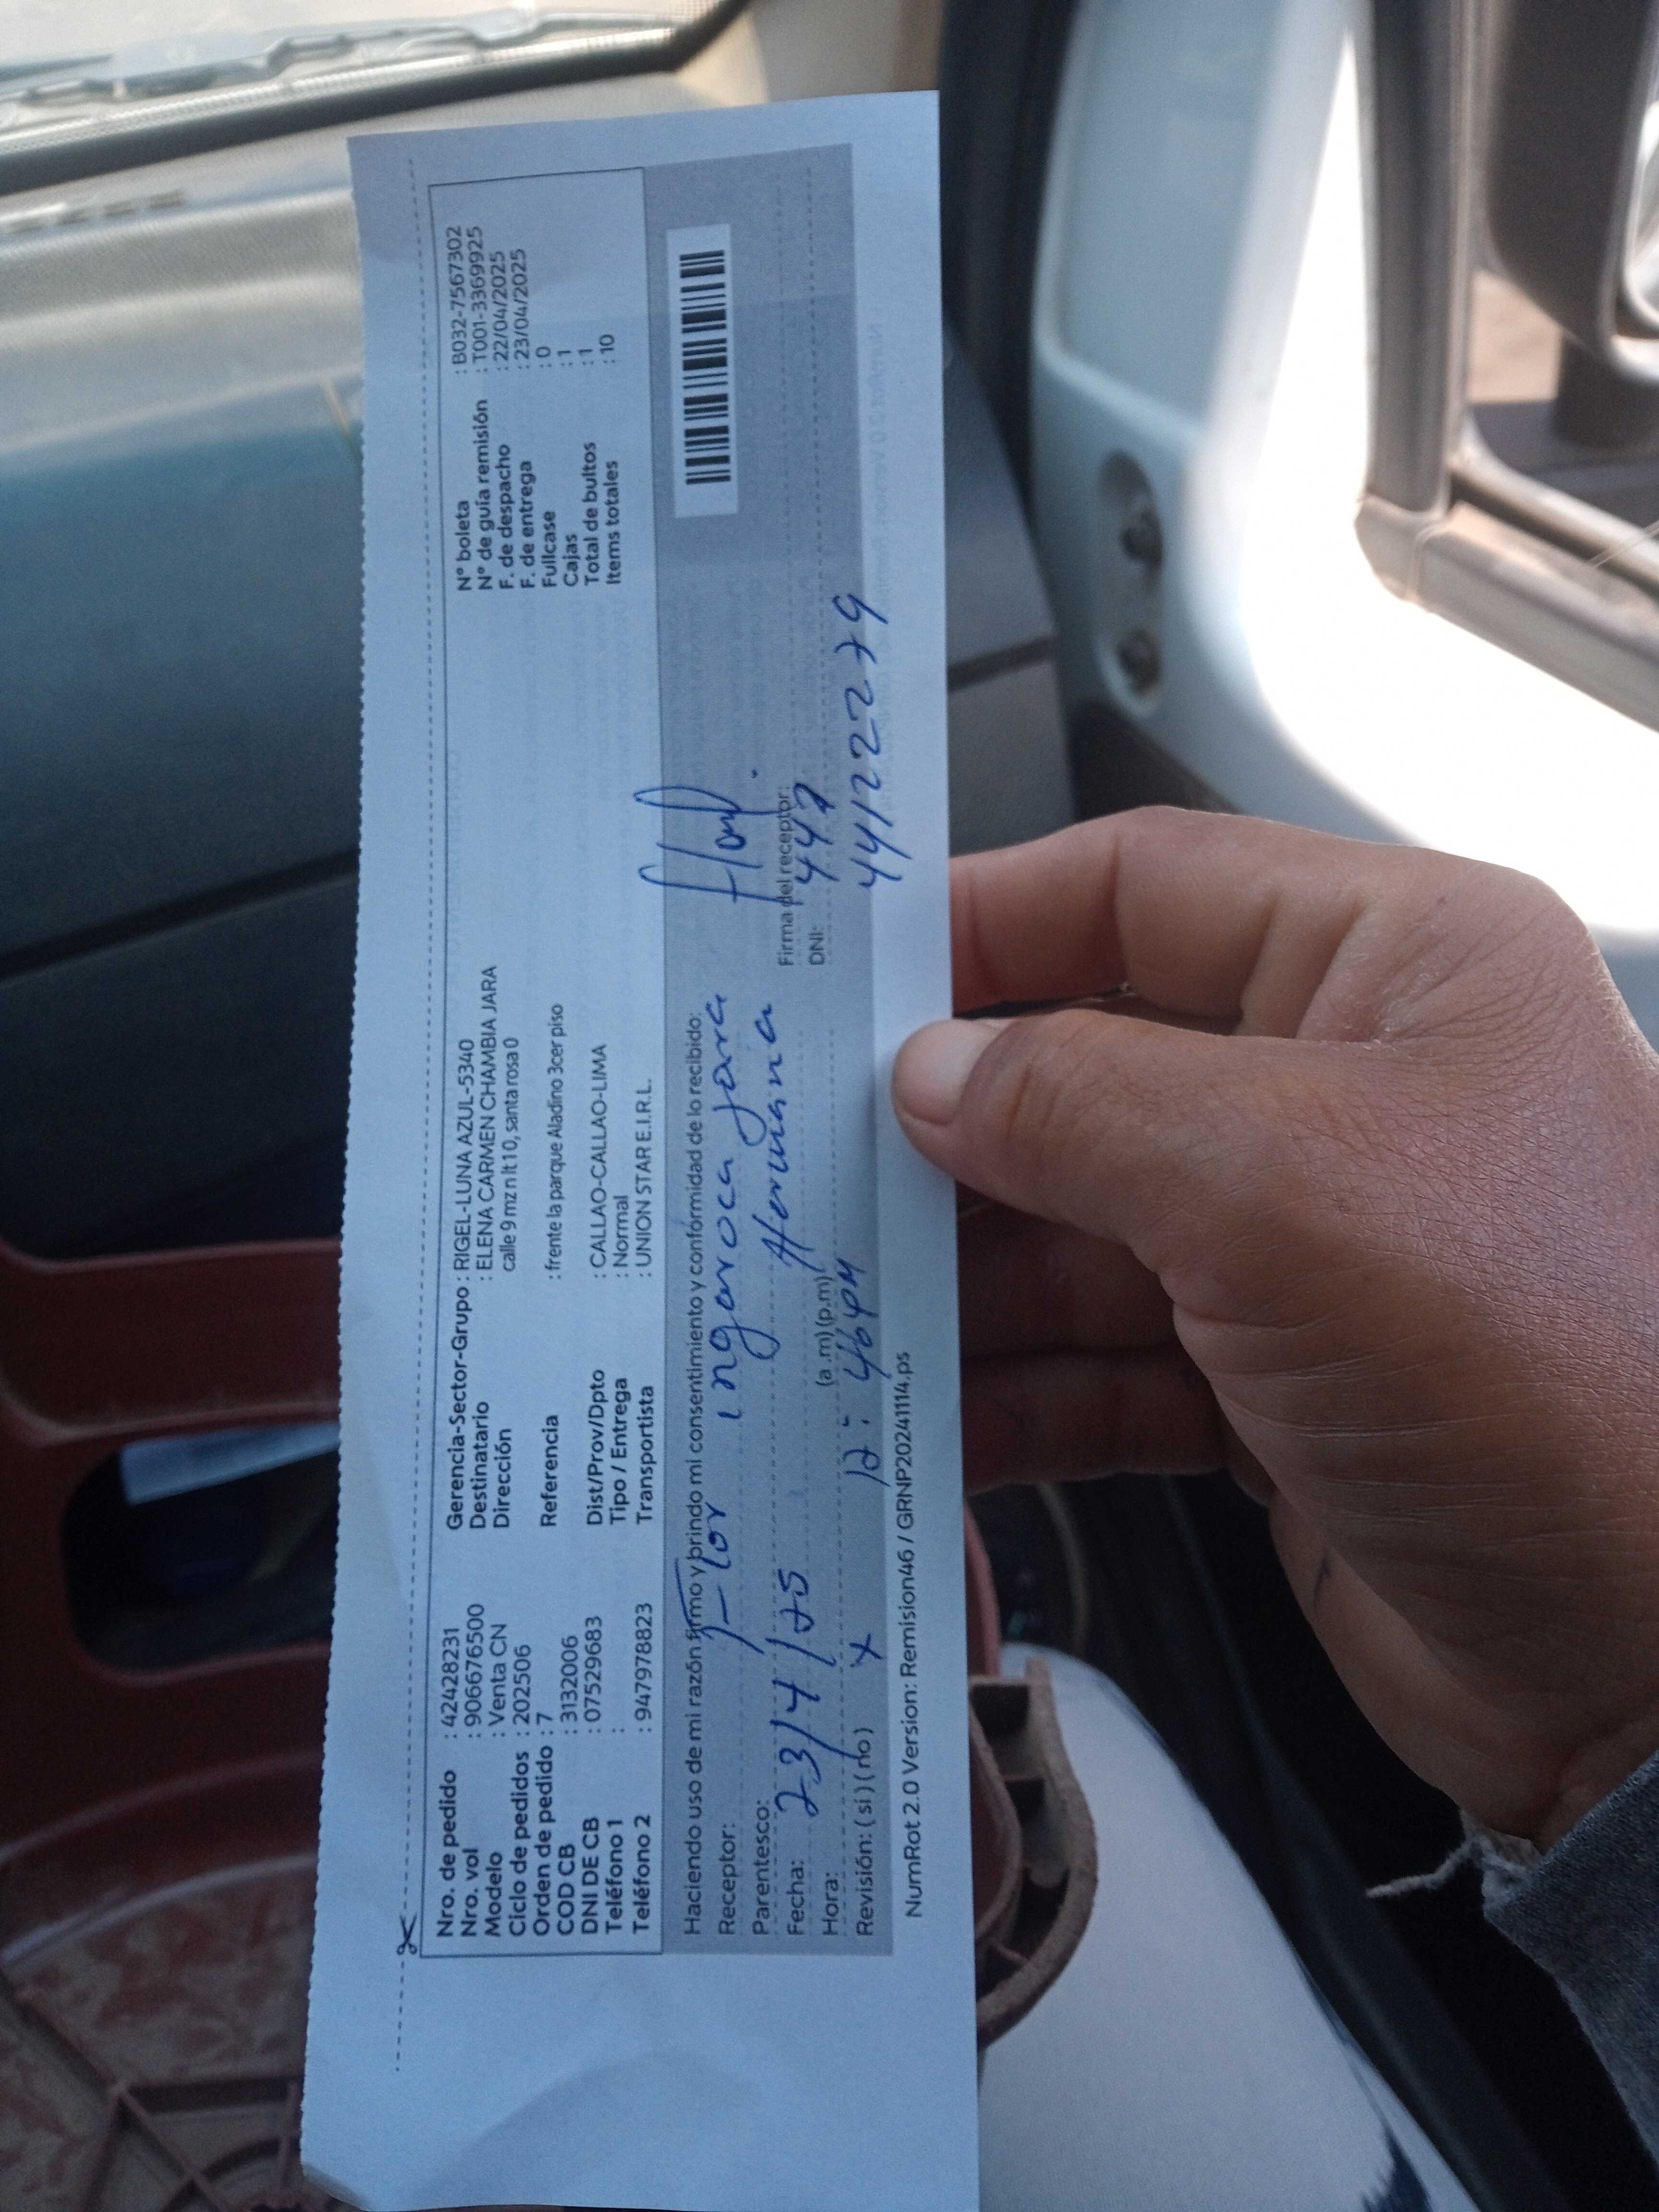 Nro. de pedido : 42428231
Nro. vol : 906676500
Modelo : Venta CN
Ciclo de pedidos : 202506
Orden de pedido : 7
COD CB : 3132006
DNI DE CB : 07529683
Teléfono 1 :
Teléfono 2 : 947978823
Gerencia-Sector-Grupo : RIGEL-LUNA AZUL-5340
Destinatario : ELENA CARMEN CHAMBIA JARA
Dirección calle 9 mz n lt 10, santa rosa 0
Referencia : frente la parque Aladino 3cer piso
Dist/Prov/Dpto : CALLAO-CALLAO-LIMA
Tipo / Entrega : Normal
Transportista : UNION STAR E.I.R.L.
N° boleta : B032-7567302
N° de guía remisión : T001-3369925
F. de despacho : 22/04/2025
F. de entrega : 23/04/2025
Fullcase : 0
Cajas : 1
Total de bultos : 1
Items totales : 10
Haciendo uso de mi razón firmo y brindo mi consentimiento y conformidad de lo recibido:
Receptor: Flor ingaroca Jara
Parentesco: Hermana
Fecha: 23/4/25
Firma del receptor:
Hora: (a.m) (p.m)
12:46 PM
DNI: 447
44122279
Revisión: ( si ) ( no ) x
NumRot 2.0 Version: Remision46 / GRNP20241114.ps